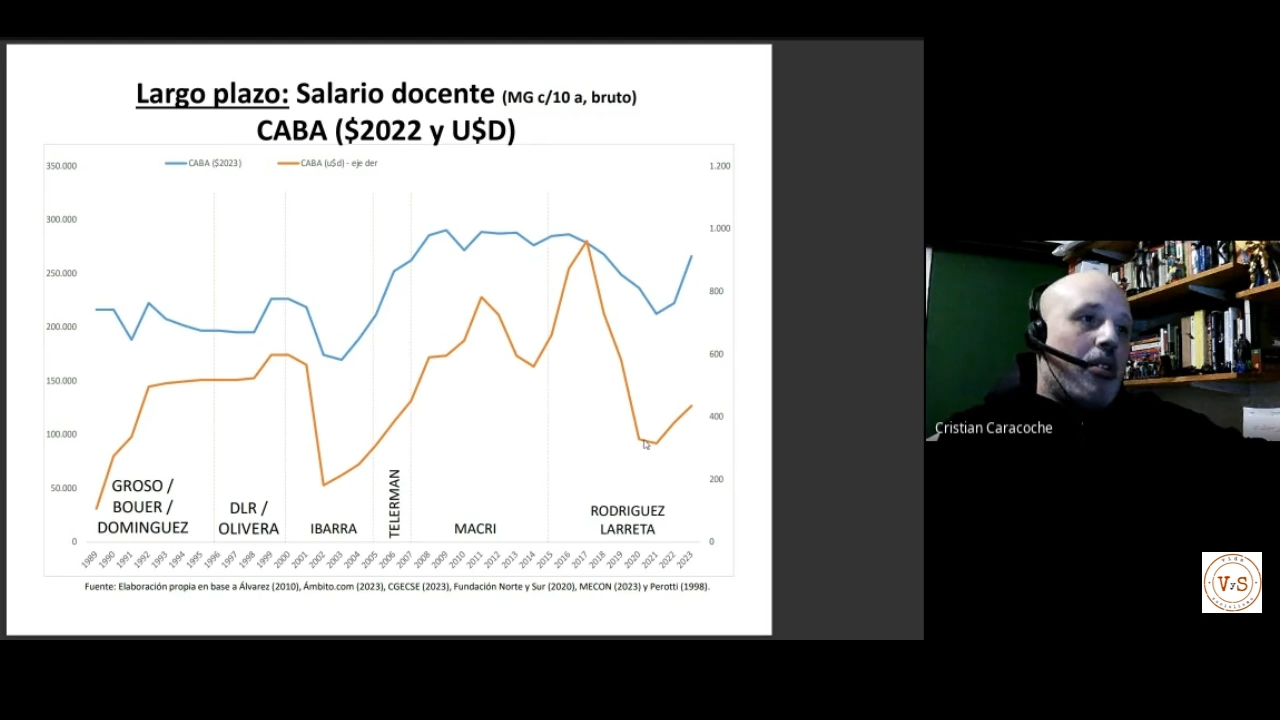 Largo plazo: Salario docente (MG c/10 a, bruto)
CABA ($2022 y U$D)
CABA ($2023)
CABA (u$d) - eje der
350.000
300.000
250.000
200.000
150.000
100.000
50.000
0
1.200
1.000
800
600
400
200
0
GROSO /
BOUER /
DOMINGUEZ
DLR /
OLIVERA
IBARRA
TELERMAN
MACRI
RODRIGUEZ
LARRETA
1989 1990 1991 1992 1993 1994 1995 1996 1997 1998 1999 2000 2001 2002 2003 2004 2005 2006 2007 2008 2009 2010 2011 2012 2013 2014 2015 2016 2017 2018 2019 2020 2021 2022 2023
Fuente: Elaboración propia en base a Álvarez (2010), Ámbito.com (2023), CGECSE (2023), Fundación Norte y Sur (2020), MECON (2023) y Perotti (1998).
Cristian Caracoche
Vida
VyS
Socialismo